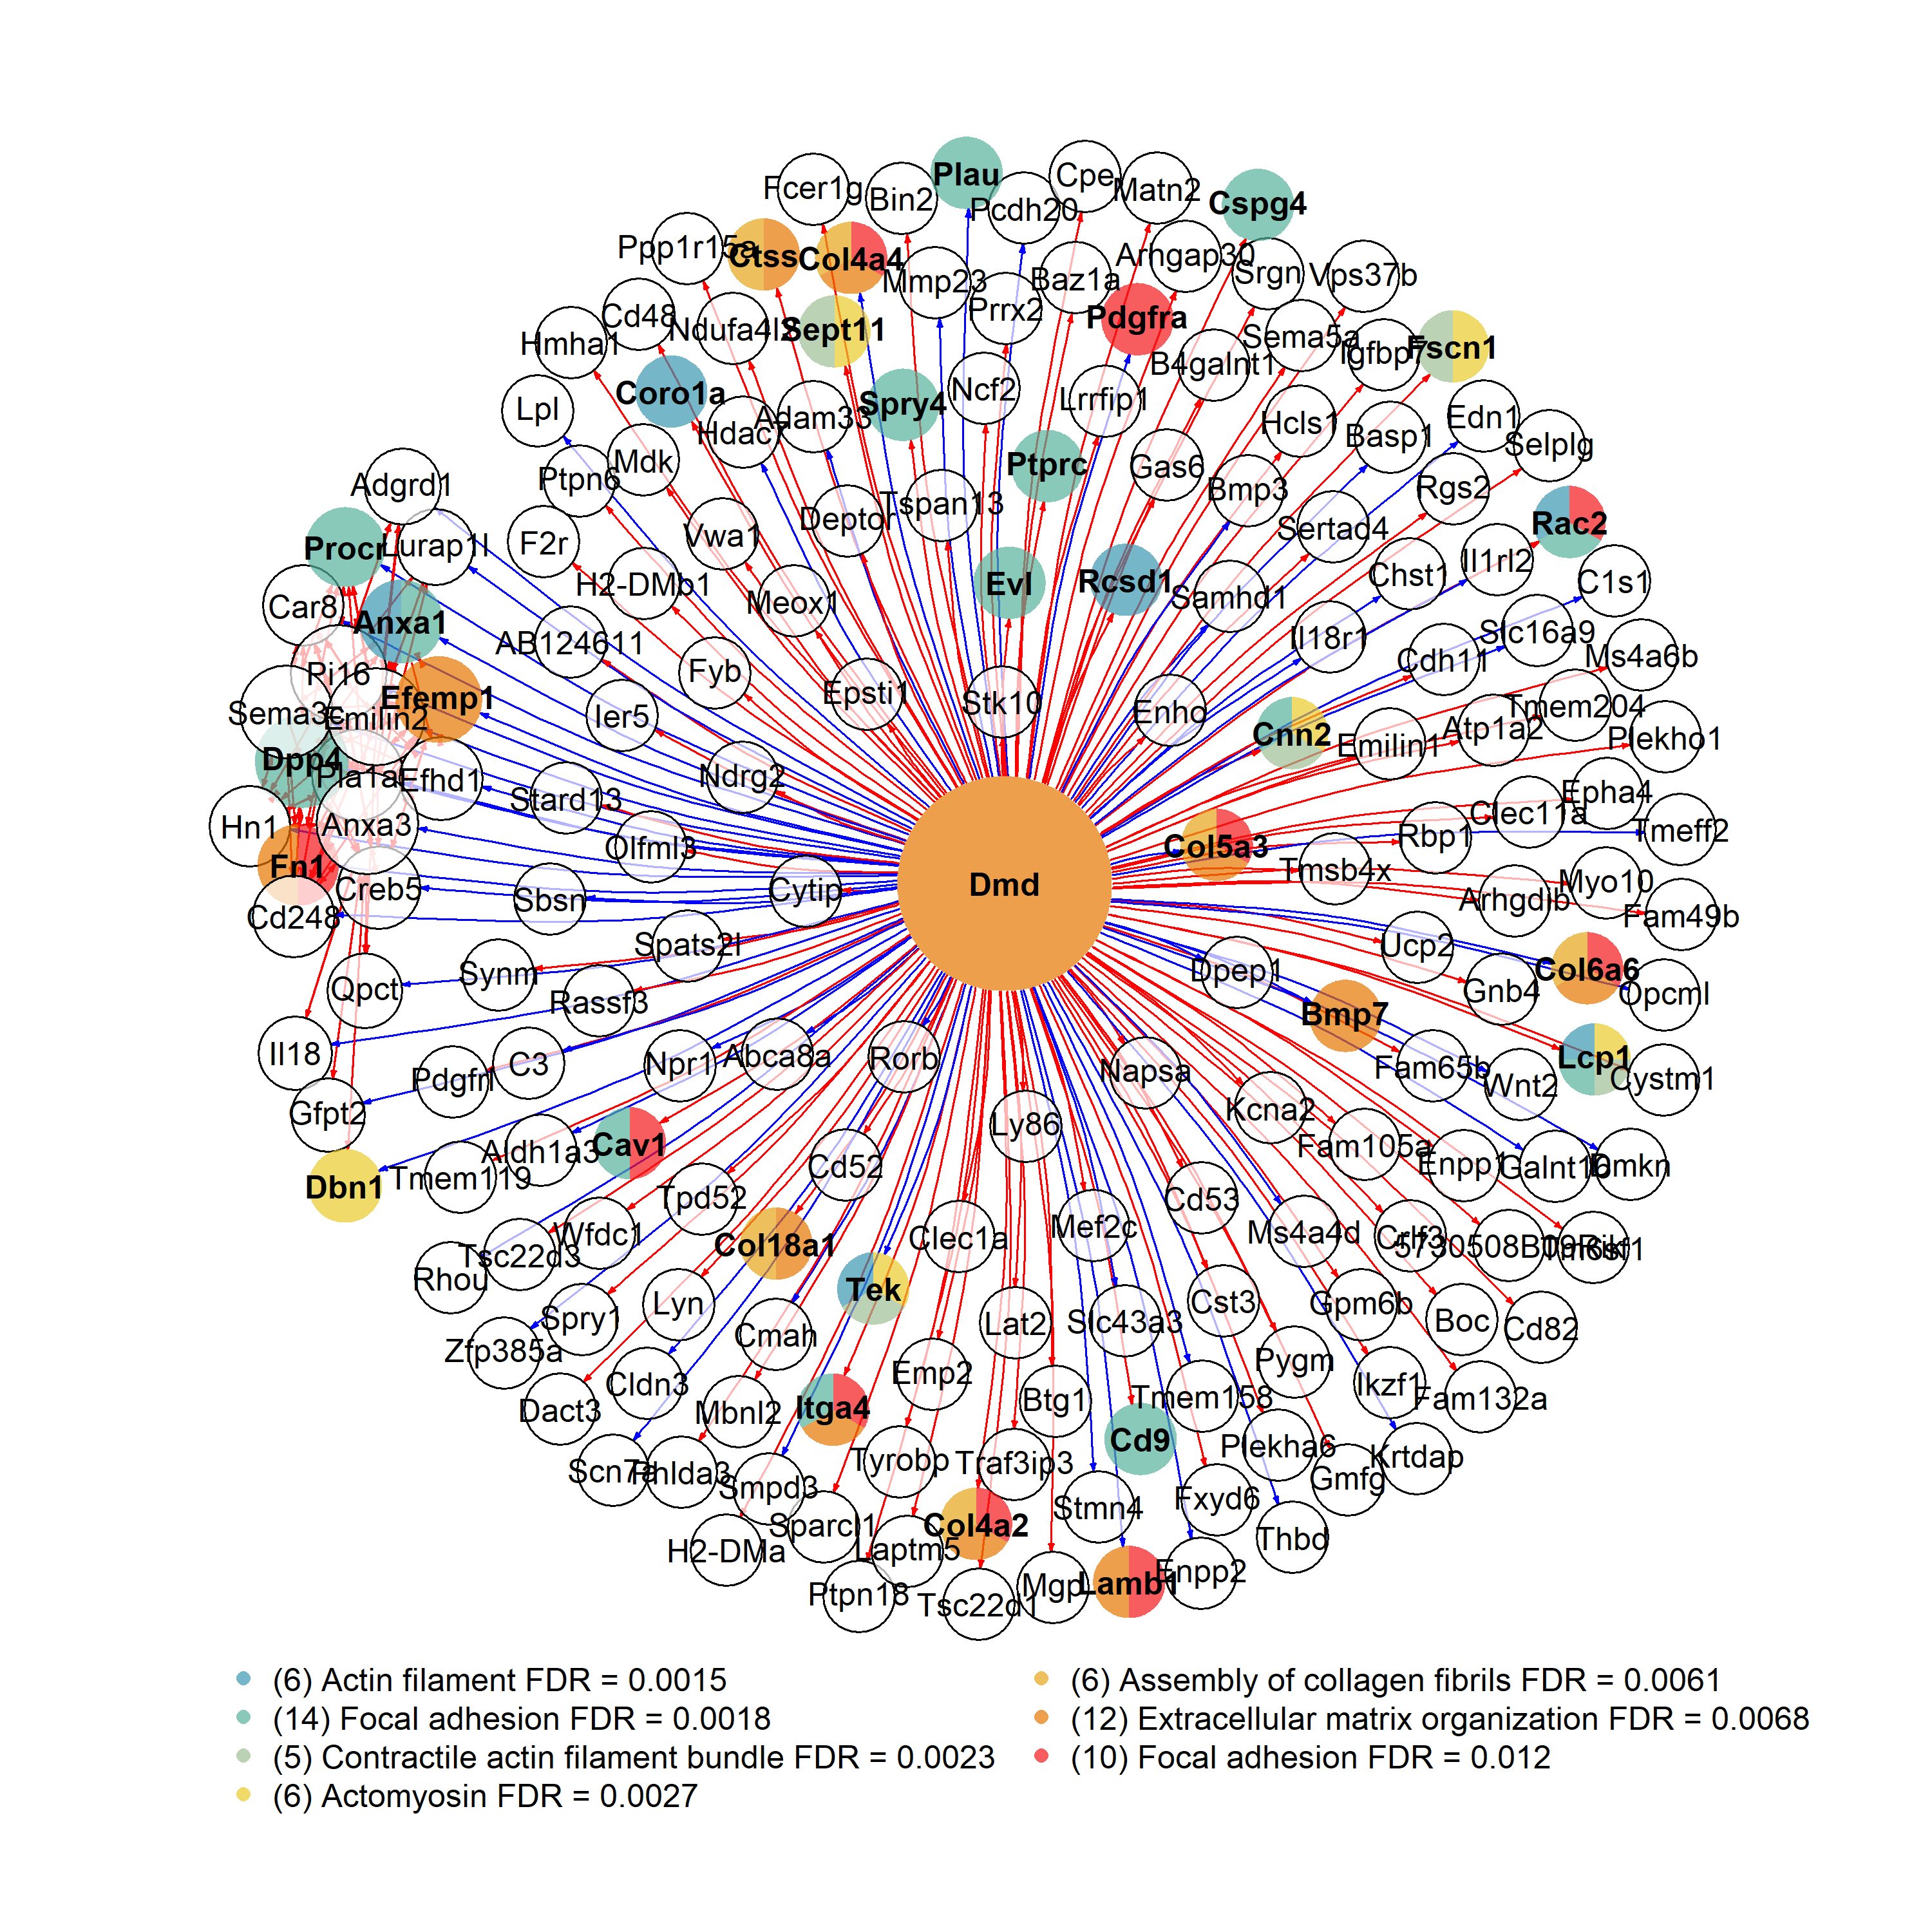 Fcer1g
Bin2
Plau
Pcdh20
Cpe
Matn2
Cspg4
Ppp1r15a
Ctss
Col4a4
Mmp23
Prrx2
Baz1a
Arhgap30
Srgn
Vps37b
Cd48
Ndufa4l2
Sept11
Pdgfra
Sema5a
Igfbp7
Fscn1
Hmha1
Coro1a
Adam33
Spry4
Ncf2
Lrrfip1
B4galnt1
Hcls1
Basp1
Edn1
Selplg
Lpl
Hdac7
Mdk
Ptpn6
Ptprc
Gas6
Bmp3
Rgs2
Adgrd1
Procr
Lurap1l
F2r
Vwa1
Deptor
Tspan13
Sertad4
Rac2
Il1rl2
Chst1
C1s1
Car8
Anxa1
H2-DMb1
Meox1
Evl
Rcsd1
Samhd1
Il18r1
Cdh11
Slc16a9
Ms4a6b
AB124611
Pi16
Efemp1
Fyb
Epsti1
Stk10
Enho
Cnn2
Emilin1
Atp1a2
Tmem204
Plekho1
Sema3c
Emilin2
Ier5
Dpp4
Pla1a
Efhd1
Stard13
Ndrg2
Epha4
Clec11a
Tmeff2
Hn1
Anxa3
Olfml3
Col5a3
Rbp1
Tmsb4x
Fn1
Creb5
Sbsn
Cytip
Dmd
Arhgdib
Myo10
Fam49b
Cd248
Spats2l
Ucp2
Col6a6
Opcml
Qpct
Synm
Rassf3
Dpep1
Gnb4
Bmp7
Il18
C3
Pdgfrl
Npr1
Abca8a
Rorb
Napsa
Fam65b
Wnt2
Lcp1
Cystm1
Gfpt2
Kcna2
Ly86
Fam105a
Enpp1
Galnt16
Dmkn
Dbn1
Tmem119
Aldh1a3
Cav1
Cd52
Tpd52
Cd53
Wfdc1
Tsc22d3
Rhou
Col18a1
Clec1a
Mef2c
Ms4a4d
Crlf3
5730508B09Rik
Tek
Lyn
Spry1
Zfp385a
Cmah
Lat2
Slc43a3
Cst3
Gpm6b
Boc
Cd82
Cldn3
Dact3
Mbnl2
Itga4
Emp2
Btg1
Tmem158
Pygm
Ikzf1
Fam132a
Cd9
Plekha6
Krtdap
Scn7a
Phlda3
Smpd3
Tyrobp
Traf3ip3
Stmn4
Fxyd6
Gmfg
Sparcl1
Laptm5
Col4a2
Thbd
H2-DMa
Ptpn18
Tsc22d1
Mgp
Lamb1
Enpp2
(6) Actin filament FDR = 0.0015
(14) Focal adhesion FDR = 0.0018
(5) Contractile actin filament bundle FDR = 0.0023
(6) Actomyosin FDR = 0.0027
(6) Assembly of collagen fibrils FDR = 0.0061
(12) Extracellular matrix organization FDR = 0.0068
(10) Focal adhesion FDR = 0.012